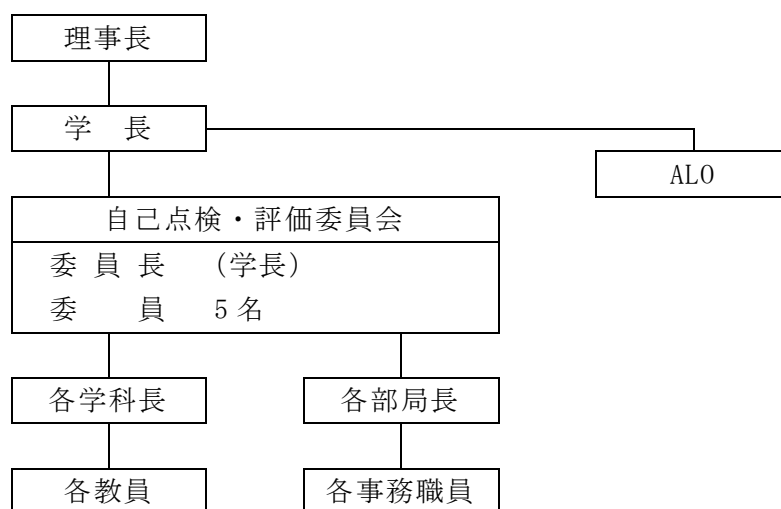 理事長
学　長
ALO
自己点検・評価委員会
委 員 長　（学長）
委　　員　5 名
各学科長　各部局長
各教員　各事務職員